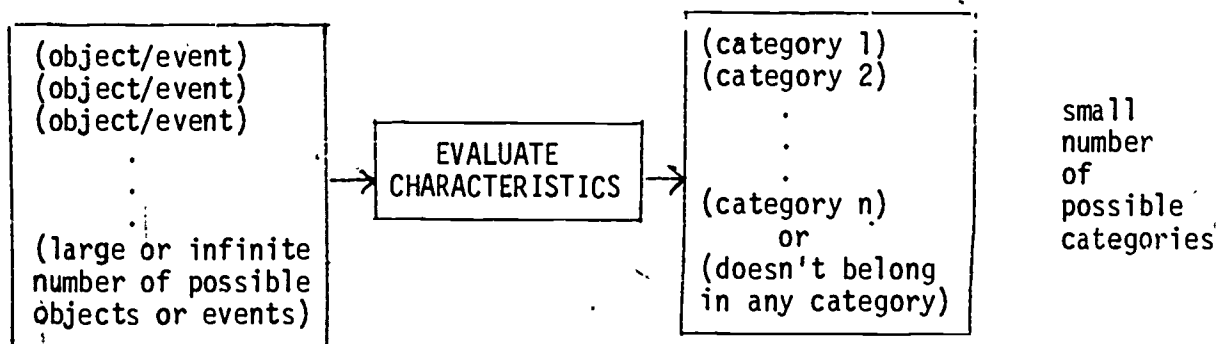 (object/event)
(object/event)
(object/event)
.
.
.
(large or infinite
number of possible
objects or events)
EVALUATE
CHARACTERISTICS
(category 1)
(category 2)
.
.
.
(category n)
or
(doesn't belong
in any category)
small
number
of
possible
categories